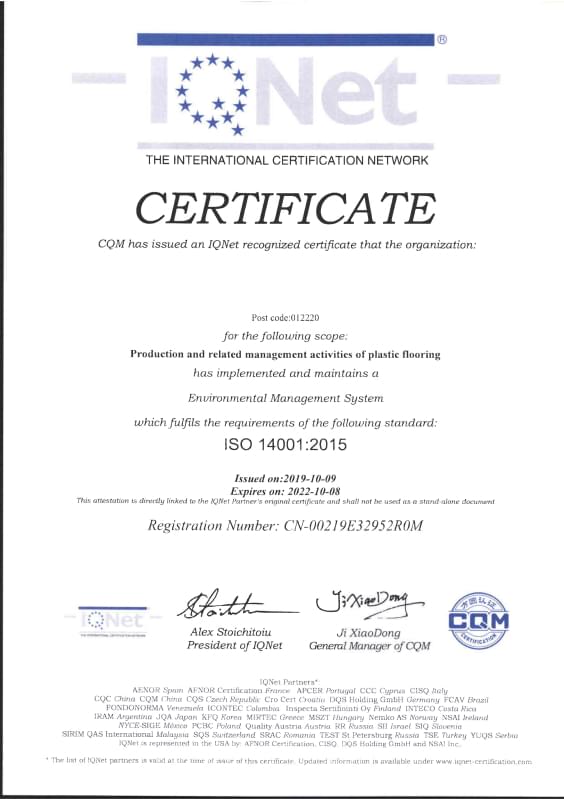 IQNet ®
THE INTERNATIONAL CERTIFICATION NETWORK
CERTIFICATE
CQM has issued an IQNet recognized certificate that the organization:
Post code:012220
for the following scope:
Production and related management activities of plastic flooring
has implemented and maintains a
Environmental Management System
which fulfils the requirements of the following standard:
ISO 14001:2015
Issued on:2019-10-09
Expires on: 2022-10-08
This attestation is directly linked to the IQNet Partner's original certificate and shall not be used as a stand-alone document
Registration Number: CN-00219E32952R0M
Stoichitoiu
JiXiaoDong
IQNet
THE INTERNATIONAL CERTIFICATION NETWORK
Alex Stoichitoiu
President of IQNet
Ji XiaoDong
General Manager of CQM
方圆认证
CQM
CERTIFICATION
IQNet Partners*:
AENOR Spain AFNOR Certification France APCER Portugal CCC Cyprus CISQ Italy
CQC China CQM China CQS Czech Republic Cro Cert Croatia DQS Holding GmbH Germany FCAV Brazil
FONDONORMA Venezuela ICONTEC Colombia Inspecta Sertifiointi Oy Finland INTECO Costa Rica
IRAM Argentina JQA Japan KFQ Korea MIRTEC Greece MSZT Hungary Nemko AS Norway NSAI Ireland
NYCE-SIGE México PCBC Poland Quality Austria Austria RR Russia SII Israel SIQ Slovenia
SIRIM QAS International Malaysia SQS Switzerland SRAC Romania TEST St Petersburg Russia TSE Turkey YUQS Serbia
IQNet is represented in the USA by: AFNOR Certification, CISQ, DQS Holding GmbH and NSAI Inc.
* The list of IQNet partners is valid at the time of issue of this certificate. Updated information is available under www.iqnet-certification.com